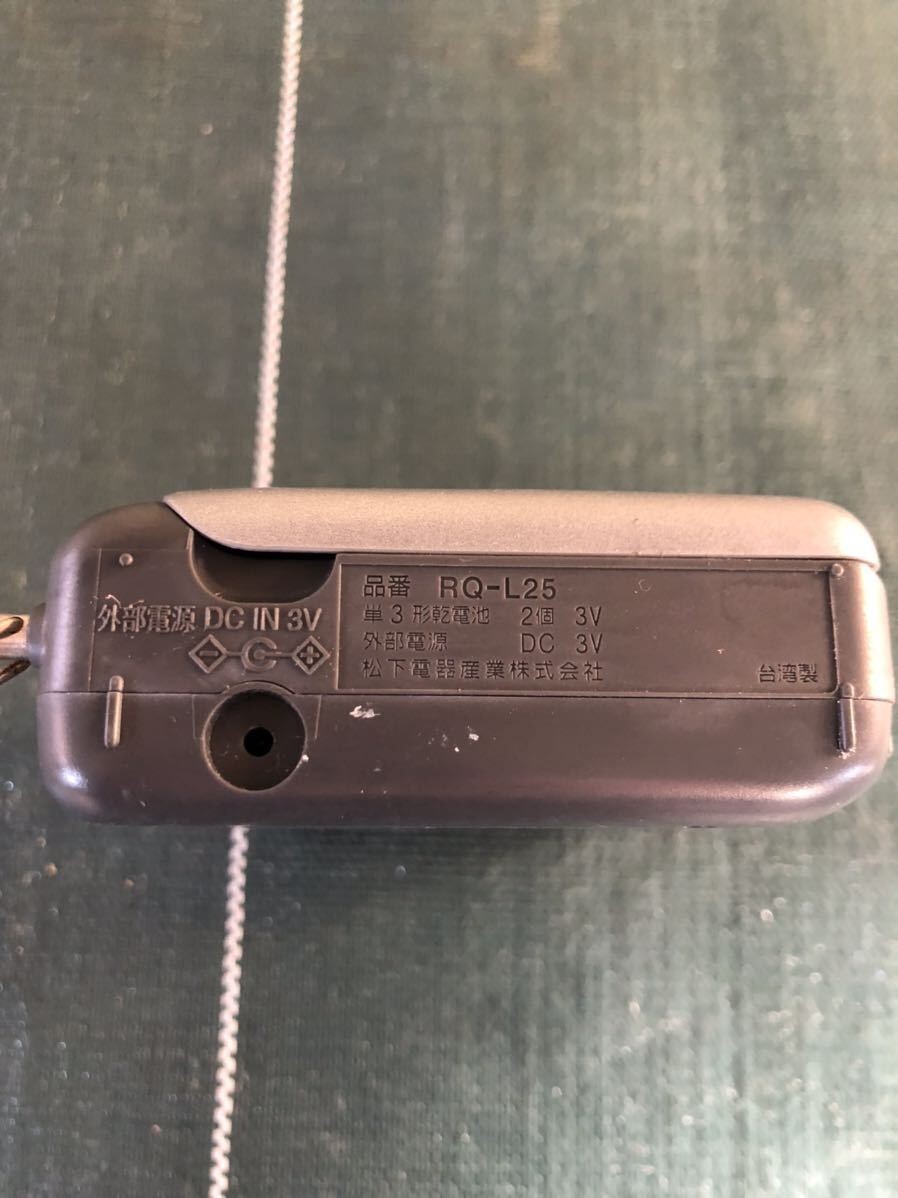 外部電源 DC IN 3V
品番 RQ-L25
単3形乾電池 2個 3V
外部電源 DC 3V
松下電器産業株式会社
台湾製